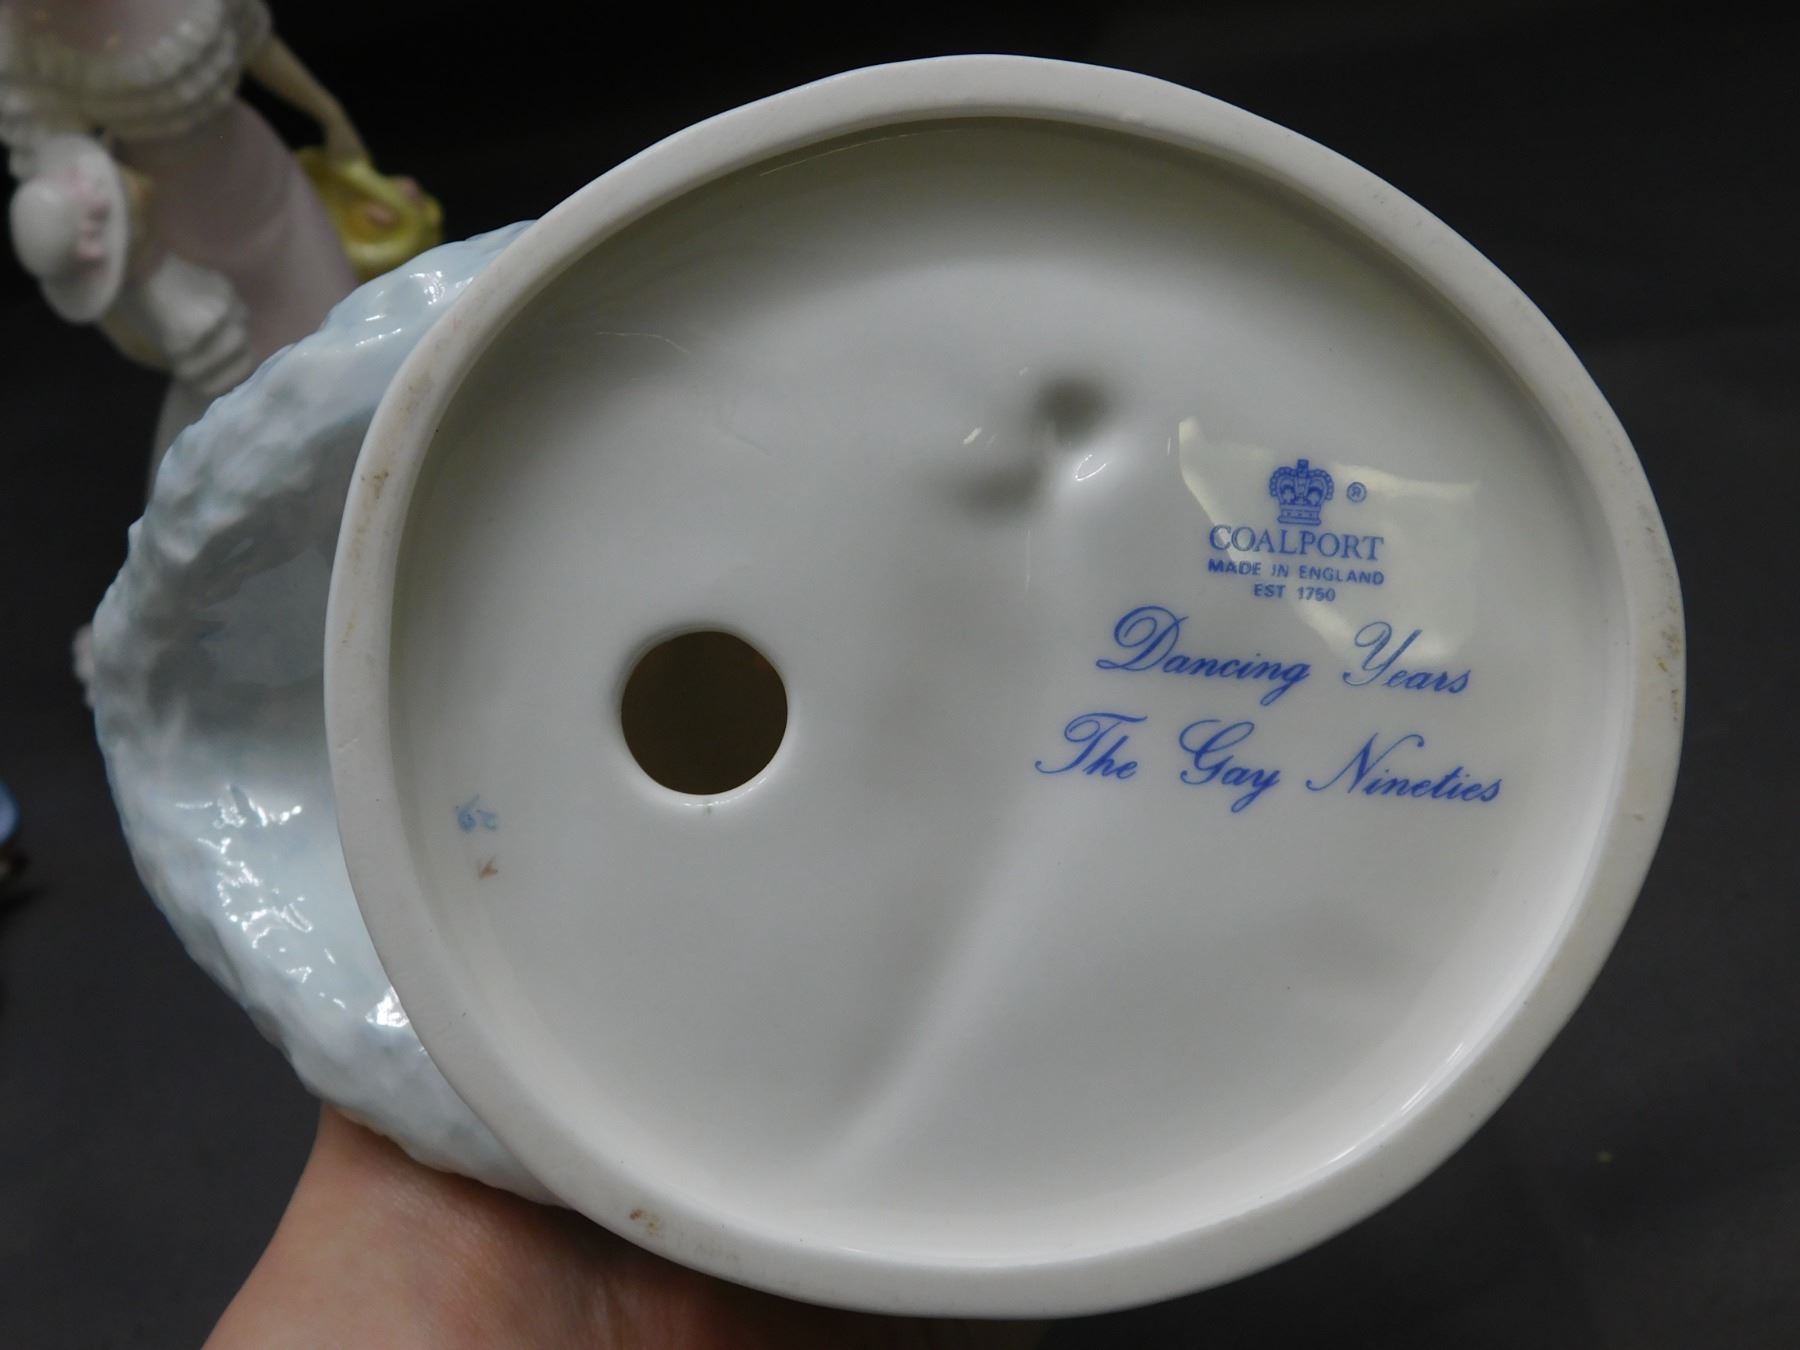 ®
COALPORT
MADE IN ENGLAND
EST 1750
Dancing Years
The Gay Nineties